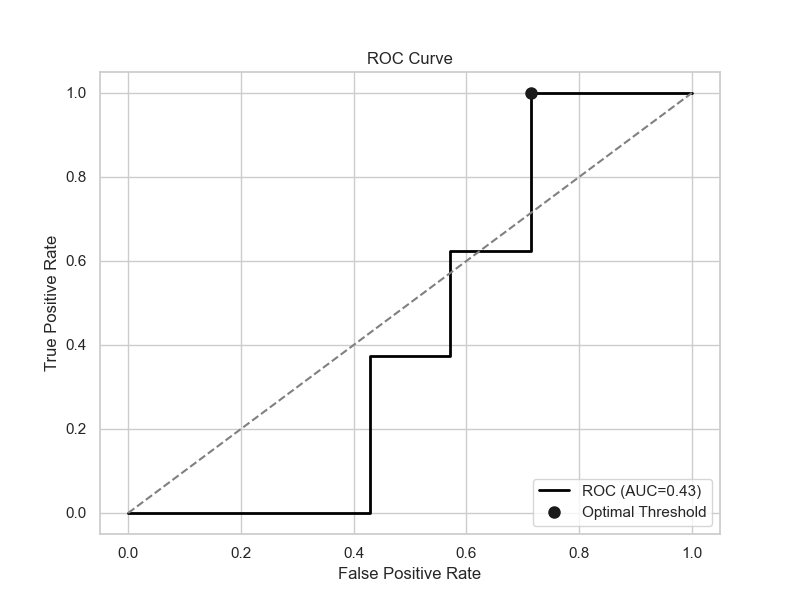 ROC Curve
1.0
0.8
0.6
0.4
0.2
0.0
True Positive Rate
ROC (AUC=0.43)
Optimal Threshold
0.0 0.2 0.4 0.6 0.8 1.0
False Positive Rate